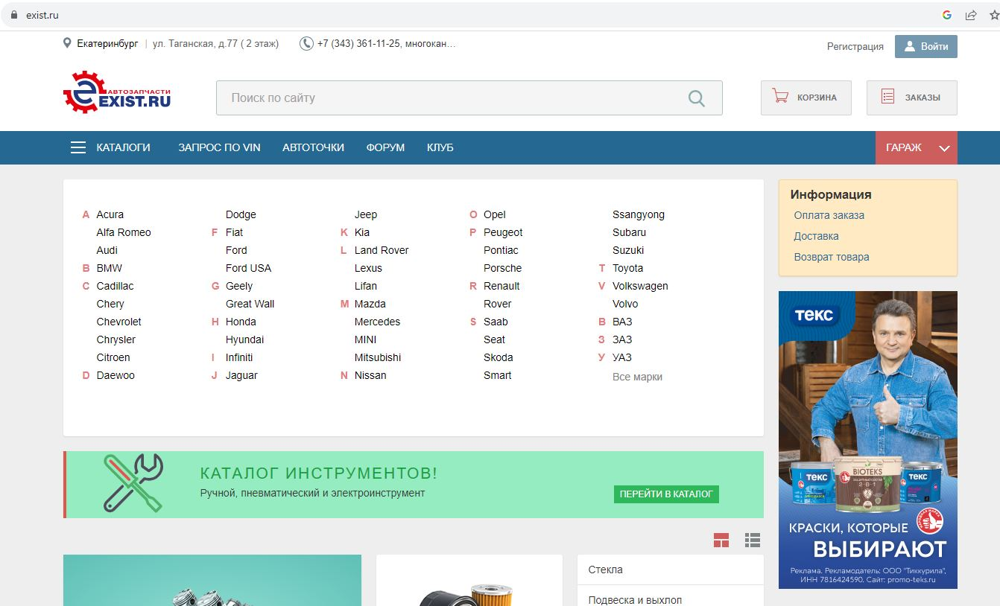 exist.ru
Екатеринбург | ул. Таганская, д.77 ( 2 этаж)
+7 (343) 361-11-25, многокан...
Регистрация
Войти
АВТОЗАПЧАСТИ
EXIST.RU
Поиск по сайту
КОРЗИНА
ЗАКАЗЫ
КАТАЛОГИ
ЗАПРОС ПО VIN
АВТОТОЧКИ
ФОРУМ
КЛУБ
ГАРАЖ
A Acura
Alfa Romeo
Audi
B BMW
C Cadillac
Chery
Chevrolet
Chrysler
Citroen
D Daewoo
Dodge
F Fiat
Ford
Ford USA
G Geely
Great Wall
H Honda
Hyundai
I Infiniti
J Jaguar
Jeep
K Kia
L Land Rover
Lexus
Lifan
M Mazda
Mercedes
MINI
Mitsubishi
N Nissan
O Opel
P Peugeot
Pontiac
Porsche
R Renault
Rover
S Saab
Seat
Skoda
Smart
Ssangyong
Subaru
Suzuki
T Toyota
V Volkswagen
Volvo
В ВАЗ
З ЗАЗ
У УАЗ
Все марки
Информация
Оплата заказа
Доставка
Возврат товара
текс
текс
BIOTEKS
2-В-1
текс
КРАСКИ, КОТОРЫЕ
ВЫБИРАЮТ
Реклама. Рекламодатель: ООО "Тиккурила",
ИНН 7816424590. Сайт: promo-teks.ru
КАТАЛОГ ИНСТРУМЕНТОВ!
Ручной, пневматический и электроинструмент
ПЕРЕЙТИ В КАТАЛОГ
Стекла
Подвеска и выхлоп